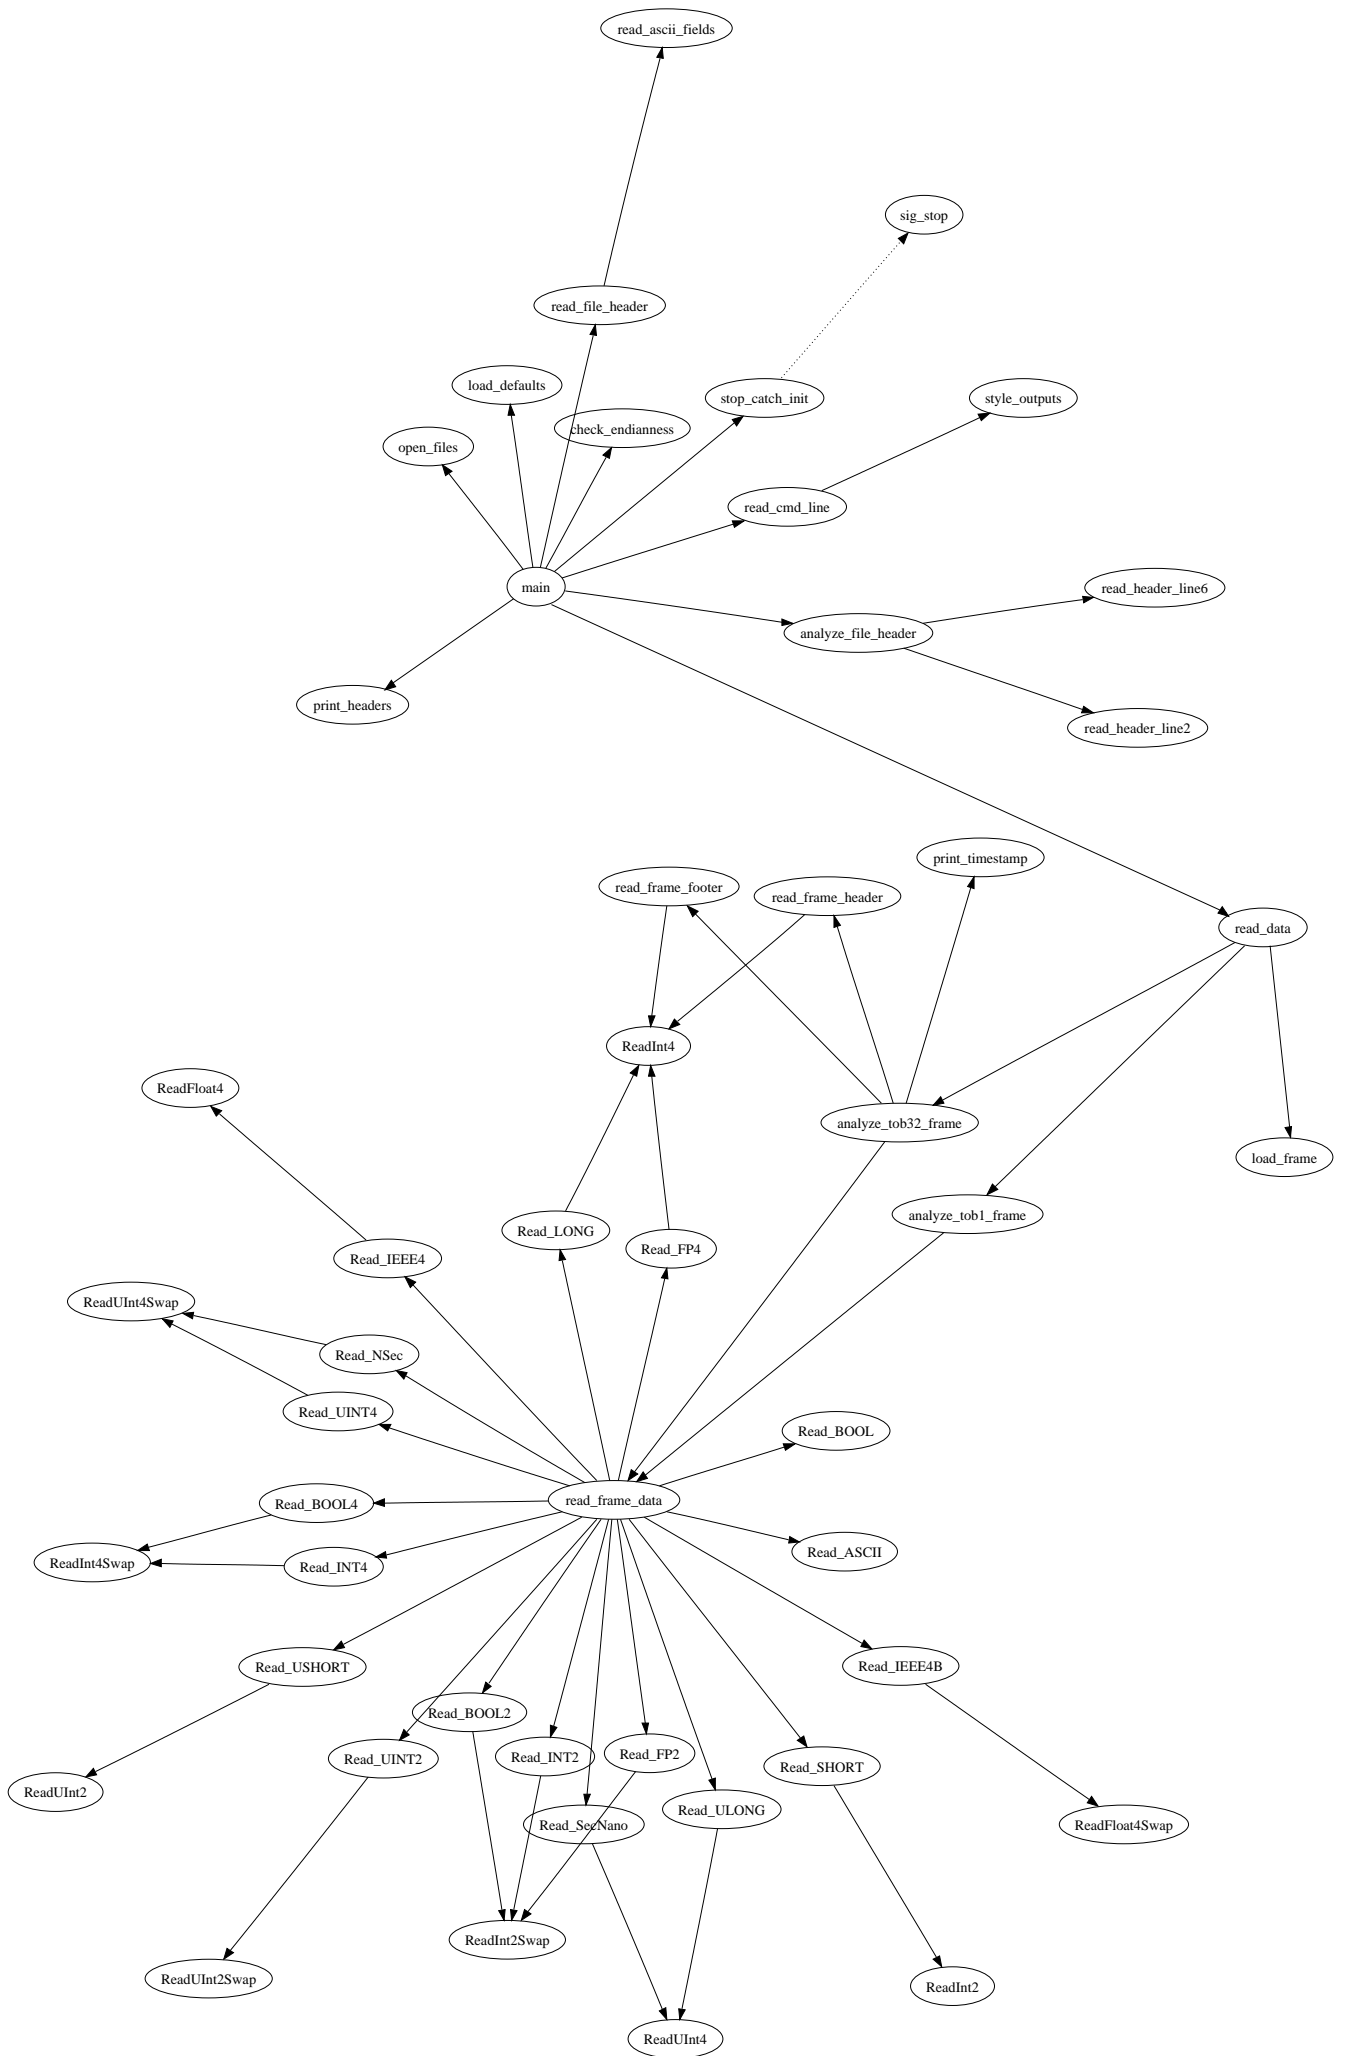 read_ascii_fields
sig_stop
read_file_header
load_defaults
stop_catch_init
style_outputs
check_endianness
open_files
read_cmd_line
main
read_header_line6
analyze_file_header
print_headers
read_header_line2
print_timestamp
read_frame_footer
read_frame_header
read_data
ReadInt4
ReadFloat4
analyze_tob32_frame
load_frame
analyze_tob1_frame
Read_LONG
Read_FP4
Read_IEEE4
ReadUInt4Swap
Read_NSec
Read_UINT4
Read_BOOL
read_frame_data
Read_BOOL4
Read_ASCII
ReadInt4Swap
Read_INT4
Read_USHORT
Read_IEEE4B
Read_BOOL2
Read_UINT2
Read_INT2
Read_FP2
Read_SHORT
ReadUInt2
Read_ULONG
Read_SecNano
ReadFloat4Swap
ReadInt2Swap
ReadUInt2Swap
ReadInt2
ReadUInt4